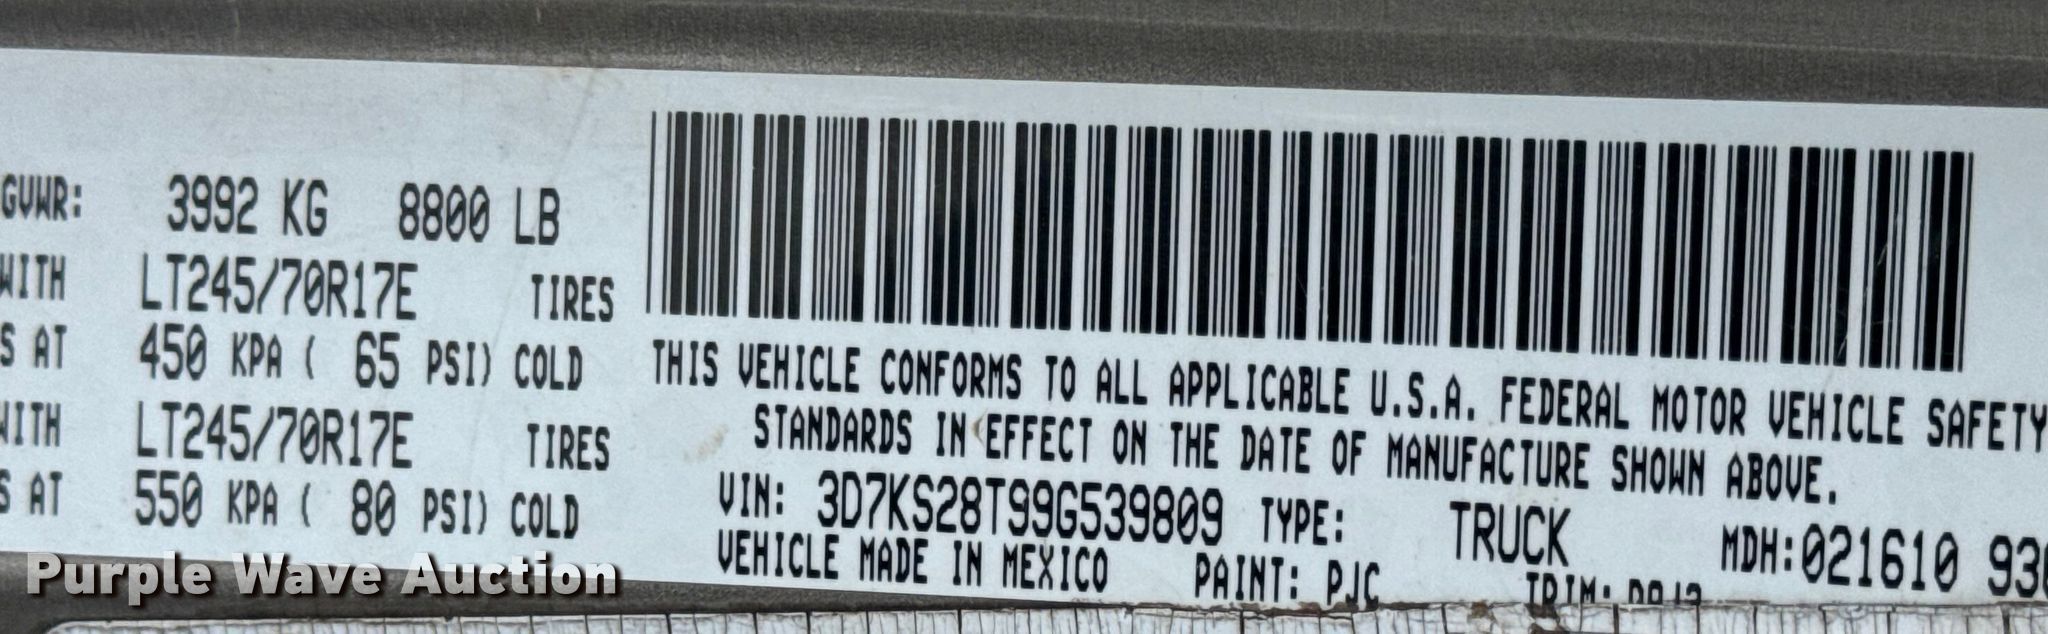 GVWR: 3992 KG 8800 LB
WITH LT245/70R17E TIRES
S AT 450 KPA ( 65 PSI) COLD
WITH LT245/70R17E TIRES
S AT 550 KPA ( 80 PSI) COLD
THIS VEHICLE CONFORMS TO ALL APPLICABLE U.S.A. FEDERAL MOTOR VEHICLE SAFETY
STANDARDS IN EFFECT ON THE DATE OF MANUFACTURE SHOWN ABOVE.
VIN: 3D7KS28T99G539809 TYPE: TRUCK MDH:021610 930
VEHICLE MADE IN MEXICO PAINT: PJC TRIM:
Purple Wave Auction